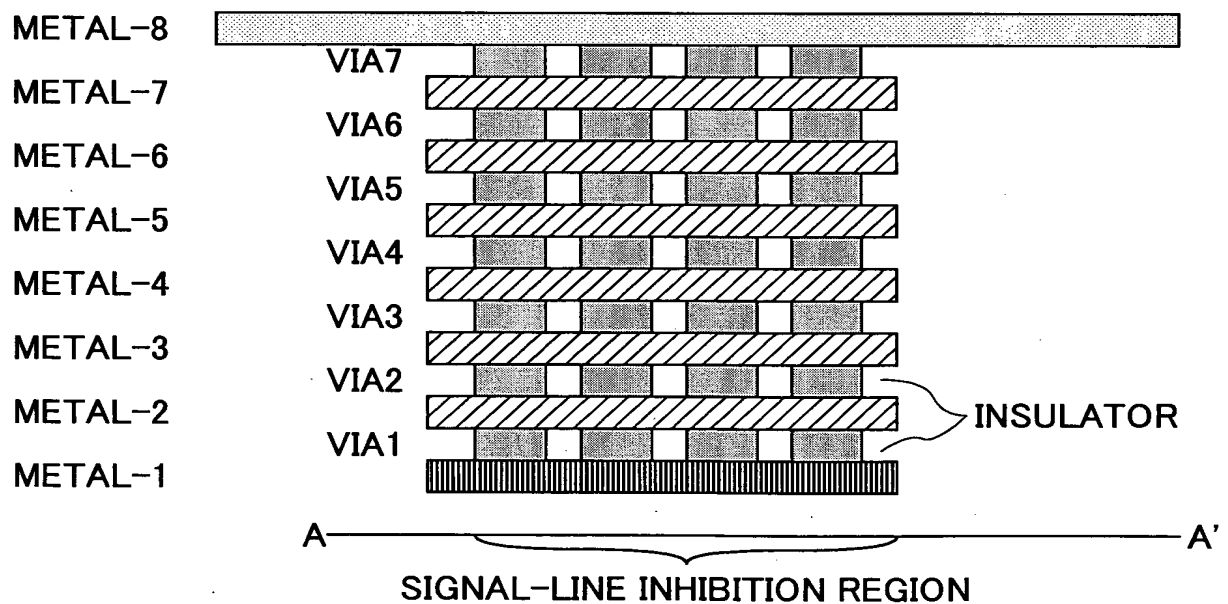 METAL-8
VIA7
METAL-7
VIA6
METAL-6
VIA5
METAL-5
VIA4
METAL-4
VIA3
METAL-3
VIA2
METAL-2
INSULATOR
VIA1
METAL-1
A A'
SIGNAL-LINE INHIBITION REGION